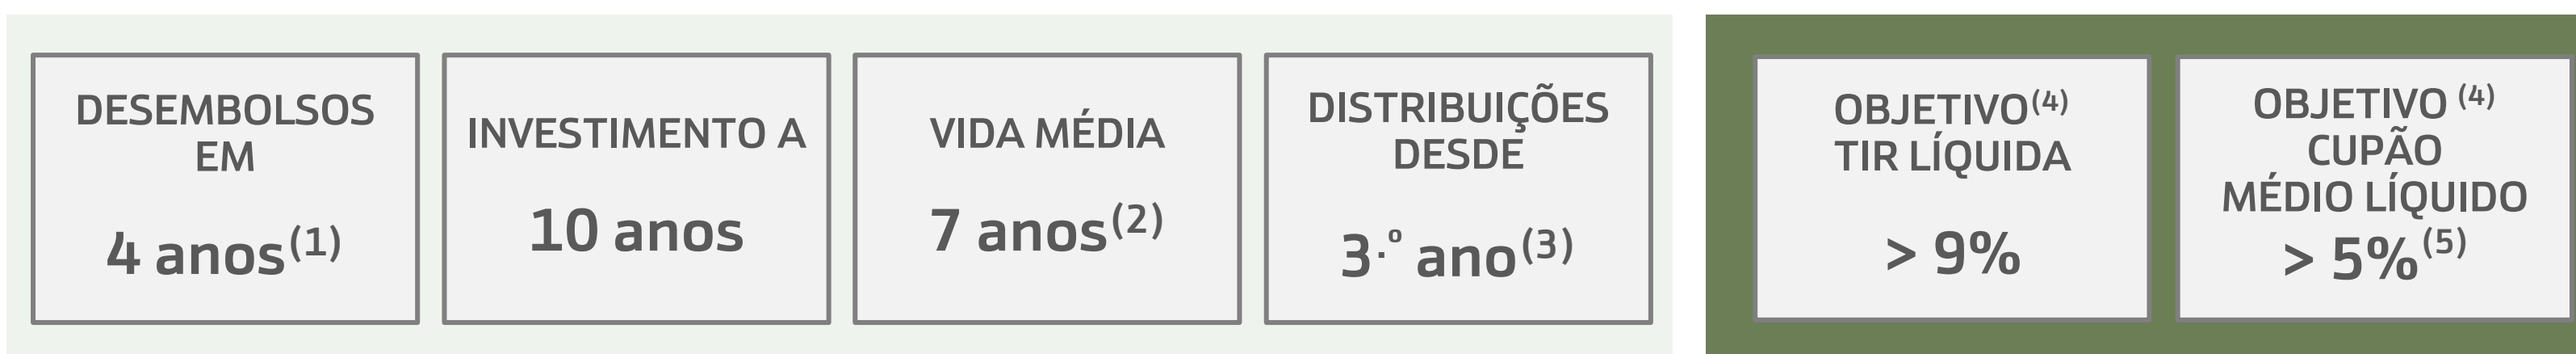 DESEMBOLSOS
EM
4 anos(1)
INVESTIMENTO A
10 anos
VIDA MÉDIA
7 anos(2)
DISTRIBUIÇÕES
DESDE
3.º ano(3)
OBJETIVO(4)
TIR LÍQUIDA
> 9%
OBJETIVO (4)
CUPÃO
MÉDIO LÍQUIDO
> 5%(5)